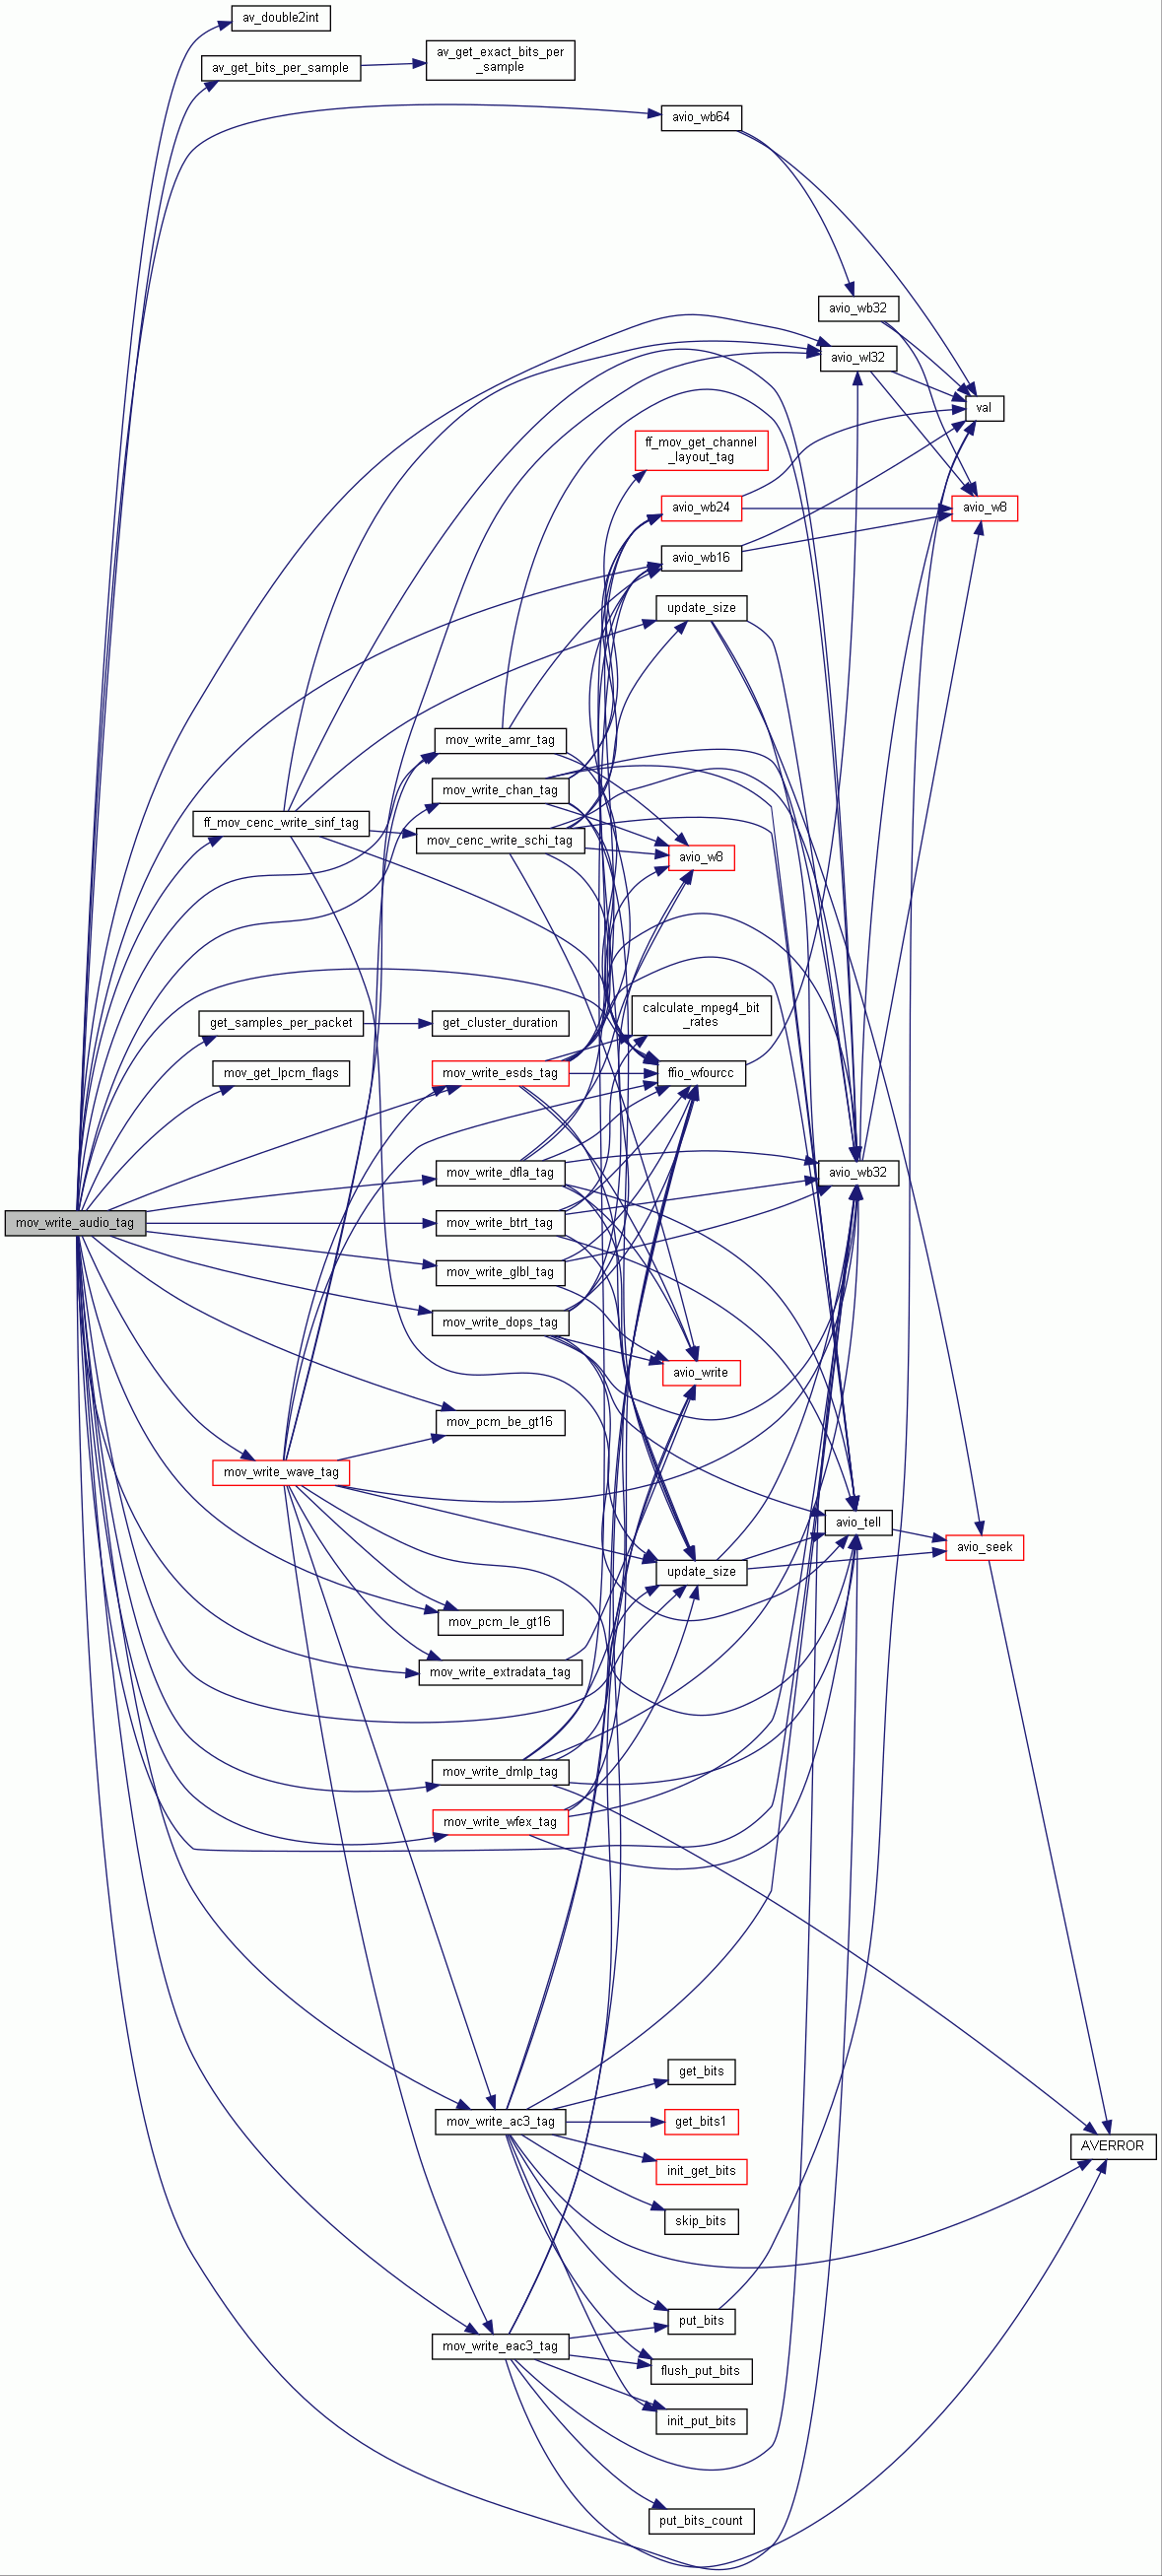 av_double2int
av_get_bits_per_sample
av_get_exact_bits_per
_sample
avio_wb64
avio_wb32
avio_wl32
val
ff_mov_get_channel
_layout_tag
avio_wb24
avio_w8
avio_wb16
update_size
mov_write_amr_tag
mov_write_chan_tag
ff_mov_cenc_write_sinf_tag
mov_cenc_write_schi_tag
avio_w8
get_samples_per_packet
get_cluster_duration
calculate_mpeg4_bit
_rates
mov_get_lpcm_flags
mov_write_esds_tag
ffio_wfourcc
mov_write_dfla_tag
avio_wb32
mov_write_audio_tag
mov_write_btrt_tag
mov_write_glbl_tag
mov_write_dops_tag
avio_write
mov_pcm_be_gt16
mov_write_wave_tag
avio_tell
avio_seek
update_size
mov_pcm_le_gt16
mov_write_extradata_tag
mov_write_dmlp_tag
mov_write_wfex_tag
get_bits
mov_write_ac3_tag
get_bits1
AVERROR
init_get_bits
skip_bits
put_bits
mov_write_eac3_tag
flush_put_bits
init_put_bits
put_bits_count